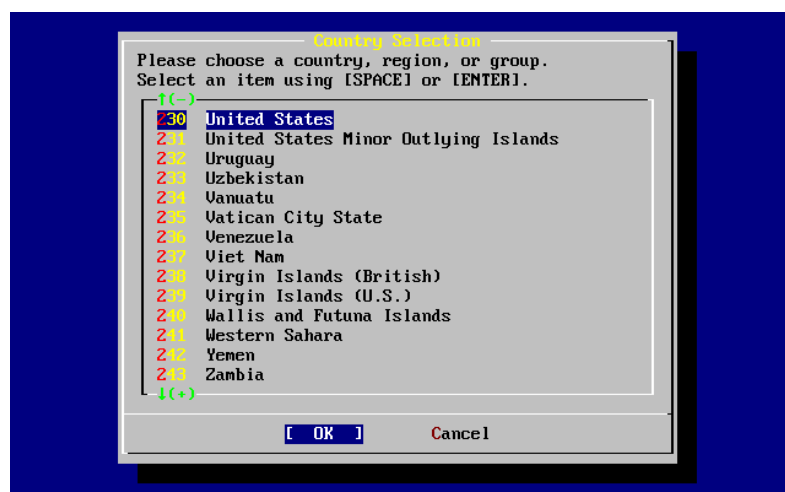 Country Selection
Please choose a country, region, or group.
Select an item using [SPACE] or [ENTER].
↑(-)
230 United States
231 United States Minor Outlying Islands
232 Uruguay
233 Uzbekistan
234 Vanuatu
235 Vatican City State
236 Venezuela
237 Viet Nam
238 Virgin Islands (British)
239 Virgin Islands (U.S.)
240 Wallis and Futuna Islands
241 Western Sahara
242 Yemen
243 Zambia
↓(+)
[ OK ] Cancel